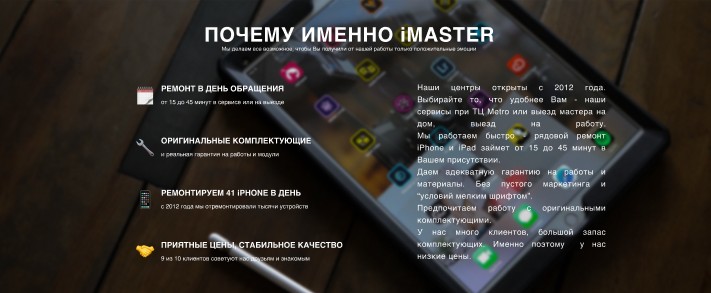 ПОЧЕМУ ИМЕННО iMASTER
Мы делаем все возможное, чтобы Вы получили от нашей работы только положительные эмоции
РЕМОНТ В ДЕНЬ ОБРАЩЕНИЯ
от 15 до 45 минут в сервисе или на выезде
ОРИГИНАЛЬНЫЕ КОМПЛЕКТУЮЩИЕ
и реальная гарантия на работы и модули
РЕМОНТИРУЕМ 41 iPHONE В ДЕНЬ
с 2012 года мы отремонтировали тысячи устройств
ПРИЯТНЫЕ ЦЕНЫ, СТАБИЛЬНОЕ КАЧЕСТВО
9 из 10 клиентов советуют нас друзьям и знакомым
Наши центры открыты с 2012 года.
Выбирайте то, что удобнее Вам - наши
сервисы при ТЦ Metro или выезд мастера на
дом, выезд на работу.
Мы работаем быстро - рядовой ремонт
iPhone и iPad займет от 15 до 45 минут в
Вашем присутствии.
Даем адекватную гарантию на работы и
материалы. Без пустого маркетинга и
"условий мелким шрифтом".
Предпочитаем работу с оригинальными
комплектующими.
У нас много клиентов, большой запас
комплектующих. Именно поэтому у нас
низкие цены.